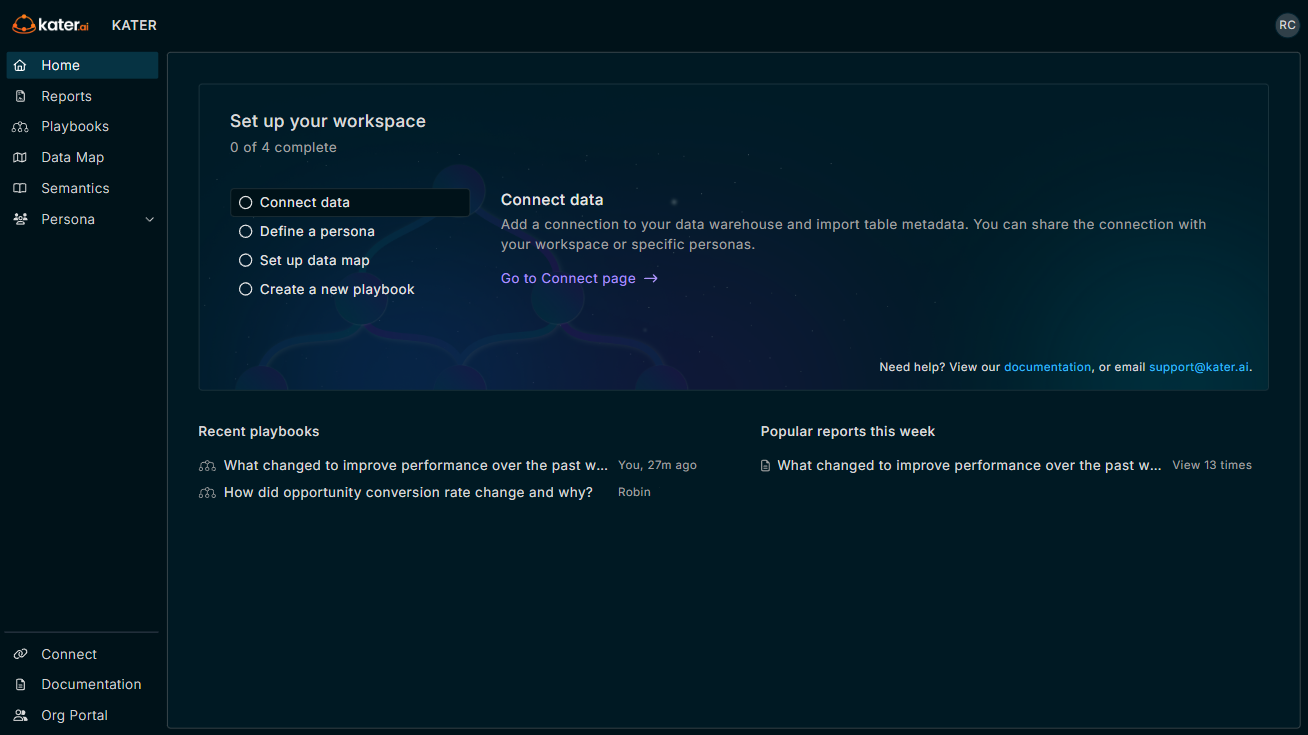 kater.ai KATER RC
Home
Reports
Playbooks
Data Map
Semantics
Persona
Set up your workspace
0 of 4 complete
Connect data
Define a persona
Set up data map
Create a new playbook
Connect data
Add a connection to your data warehouse and import table metadata. You can share the connection with
your workspace or specific personas.
Go to Connect page →
Need help? View our documentation, or email support@kater.ai.
Recent playbooks
What changed to improve performance over the past w... You, 27m ago
How did opportunity conversion rate change and why? Robin
Popular reports this week
What changed to improve performance over the past w... View 13 times
Connect
Documentation
Org Portal